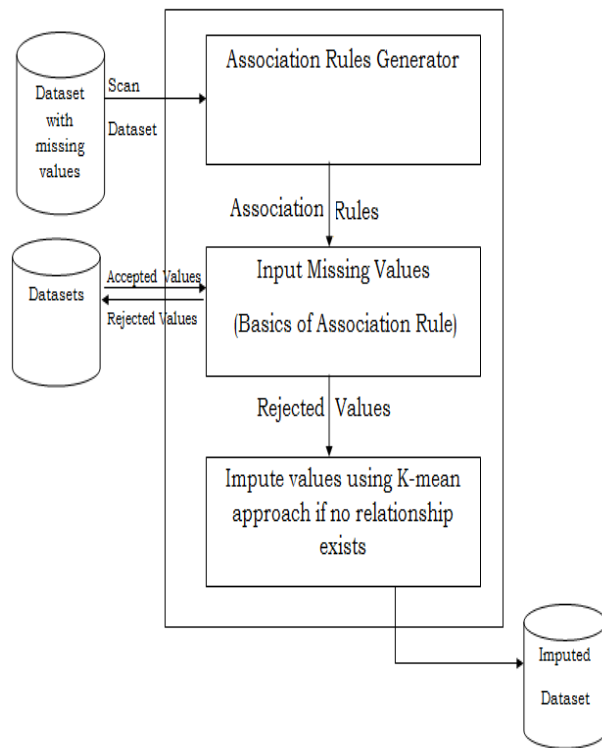 Association Rules Generator
Dataset
with
missing
values
Scan
Dataset
Association Rules
Datasets
Accepted Values
Rejected Values
Input Missing Values
(Basics of Association Rule)
Rejected Values
Impute values using K-mean
approach if no relationship
exists
Imputed
Dataset